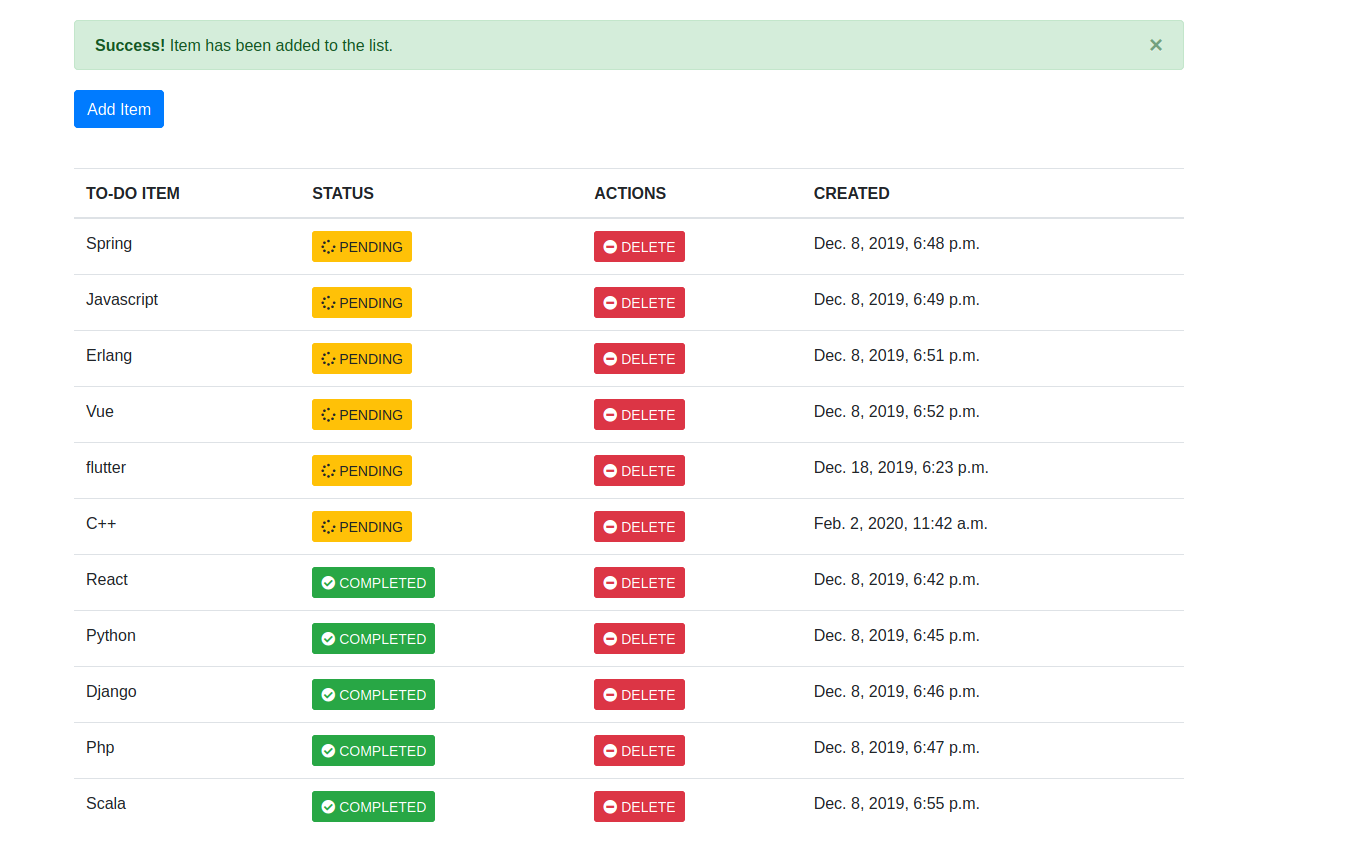 Success! Item has been added to the list. ×
Add Item
TO-DO ITEM STATUS ACTIONS CREATED
Spring PENDING DELETE Dec. 8, 2019, 6:48 p.m.
Javascript PENDING DELETE Dec. 8, 2019, 6:49 p.m.
Erlang PENDING DELETE Dec. 8, 2019, 6:51 p.m.
Vue PENDING DELETE Dec. 8, 2019, 6:52 p.m.
flutter PENDING DELETE Dec. 18, 2019, 6:23 p.m.
C++ PENDING DELETE Feb. 2, 2020, 11:42 a.m.
React COMPLETED DELETE Dec. 8, 2019, 6:42 p.m.
Python COMPLETED DELETE Dec. 8, 2019, 6:45 p.m.
Django COMPLETED DELETE Dec. 8, 2019, 6:46 p.m.
Php COMPLETED DELETE Dec. 8, 2019, 6:47 p.m.
Scala COMPLETED DELETE Dec. 8, 2019, 6:55 p.m.